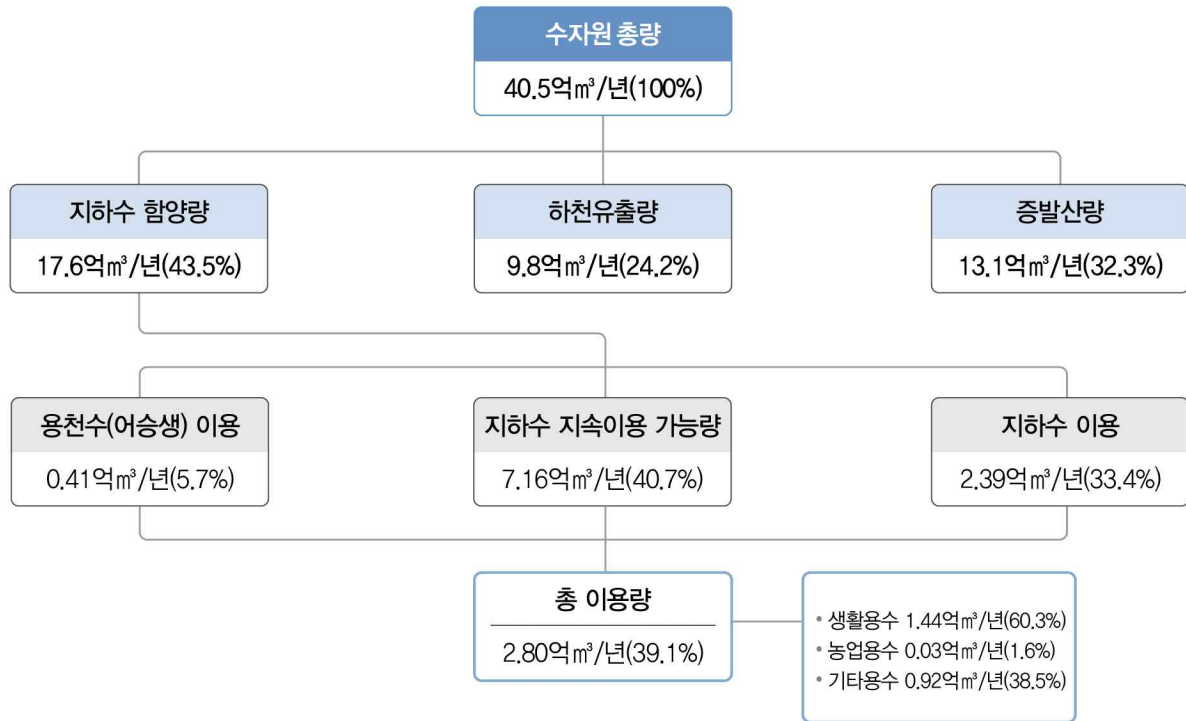 수자원 총량
40.5억㎥/년(100%)
지하수 함양량
17.6억㎥/년(43.5%)
하천유출량
9.8억㎥/년(24.2%)
증발산량
13.1억㎥/년(32.3%)
용천수(어승생) 이용
0.41억㎥/년(5.7%)
지하수 지속이용 가능량
7.16억㎥/년(40.7%)
지하수 이용
2.39억㎥/년(33.4%)
총 이용량
2.80억㎥/년(39.1%)
• 생활용수 1.44억㎥/년(60.3%)
• 농업용수 0.03억㎥/년(1.6%)
• 기타용수 0.92억㎥/년(38.5%)